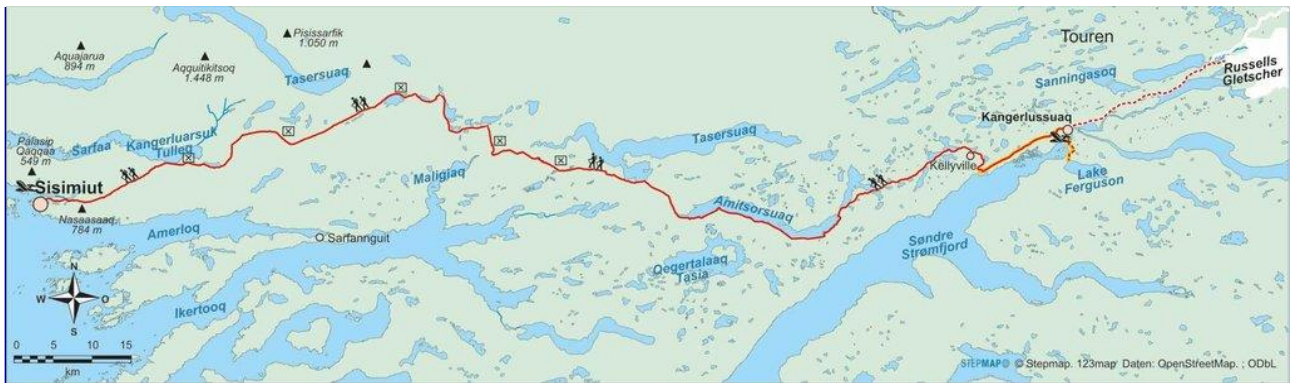 Aquajarua
894 m
Aqquitikitsoq
1.448 m
Pisissarfik
1.050 m
Tasersuaq
Touren
Sanningasoq
Russells
Gletscher
Kangerlussuaq
Palasip
Qaqqaa
549 m
Sarfaa
Kangerluarsuk
Tulleq
Tasersuaq
Kellyville
Lake
Ferguson
Maligiaq
Sisimiut
Nasaasaaq
784 m
Amerloq
Sarfannguit
Amitsorsuaq
Søndre
Strømfjord
Qegertalaaq
Tasia
Ikertooq
N
W
O
S
0 5 10 15
km
STEPMAP © Stepmap. 123map Daten: OpenStreetMap. ; ODbL